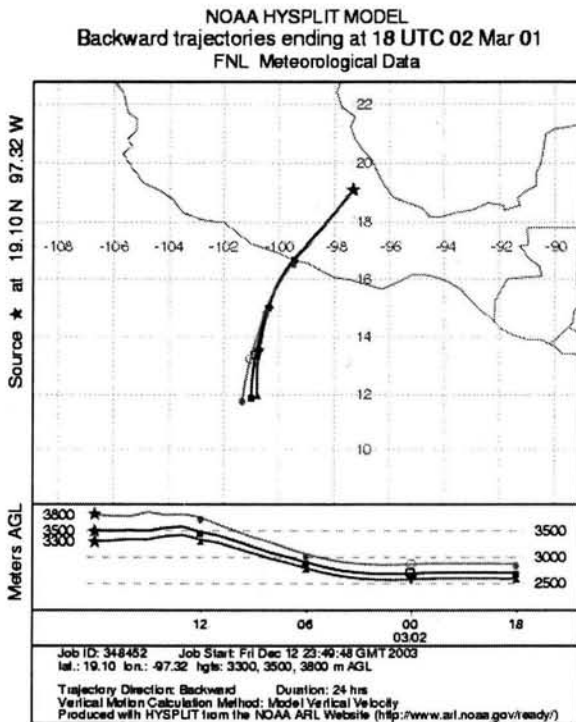 NOAA HYSPLIT MODEL
Backward trajectories ending at 18 UTC 02 Mar 01
FNL Meteorological Data
Source ★ at 19.10 N 97.32 W
22
20
18
-108 -106 -104 -102 -100 -98 -96 -94 -92 -90
16
14
12
10
Meters AGL
3800
3500
3300
3500
3000
2500
12 06 00 18
03.02
Job ID: 348452 Job Start: Fri Dec 12 23:49:48 GMT 2003
lat.: 19.10 lon.: -97.32 hgts: 3300, 3500, 3800 m AGL
Trajectory Direction: Backward Duration: 24 hrs
Vertical Motion Calculation Method: Model Vertical Velocity
Produced with HYSPLIT from the NOAA ARL Website (http://www.arl.noaa.gov/ready/)